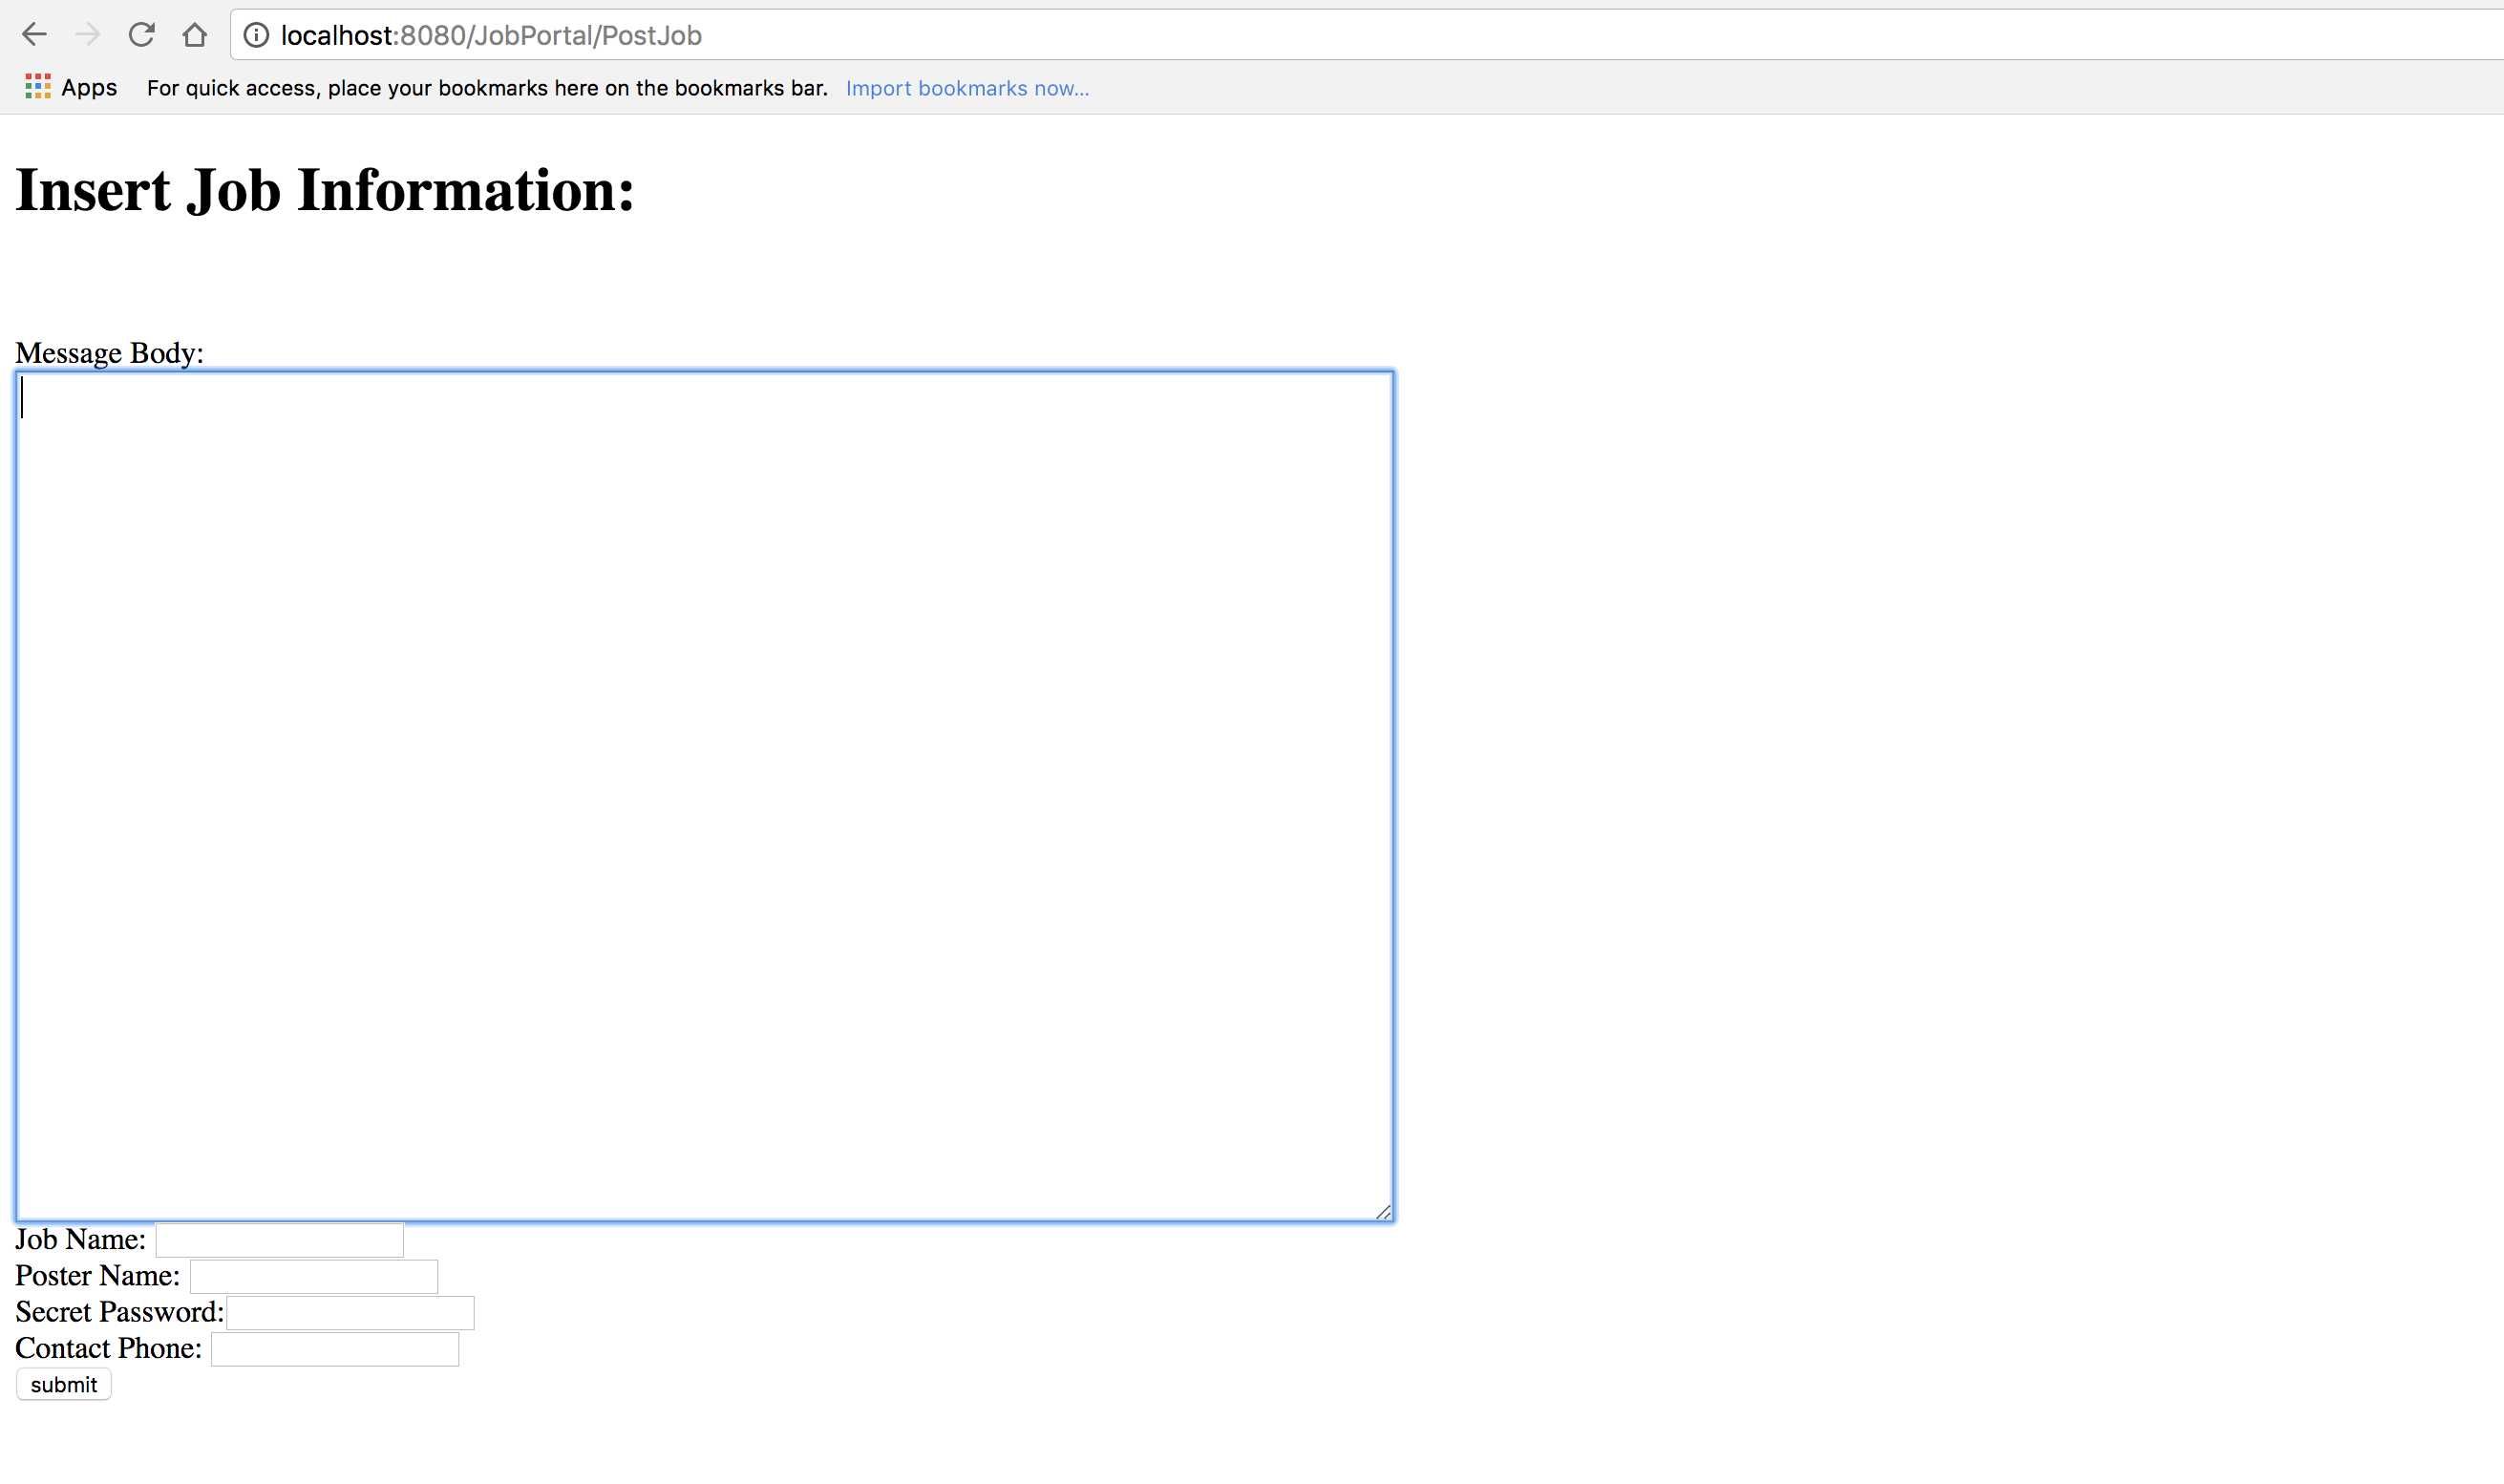 localhost:8080/JobPortal/PostJob
Apps For quick access, place your bookmarks here on the bookmarks bar. Import bookmarks now...
Insert Job Information:
Message Body:
Job Name:
Poster Name:
Secret Password:
Contact Phone:
submit